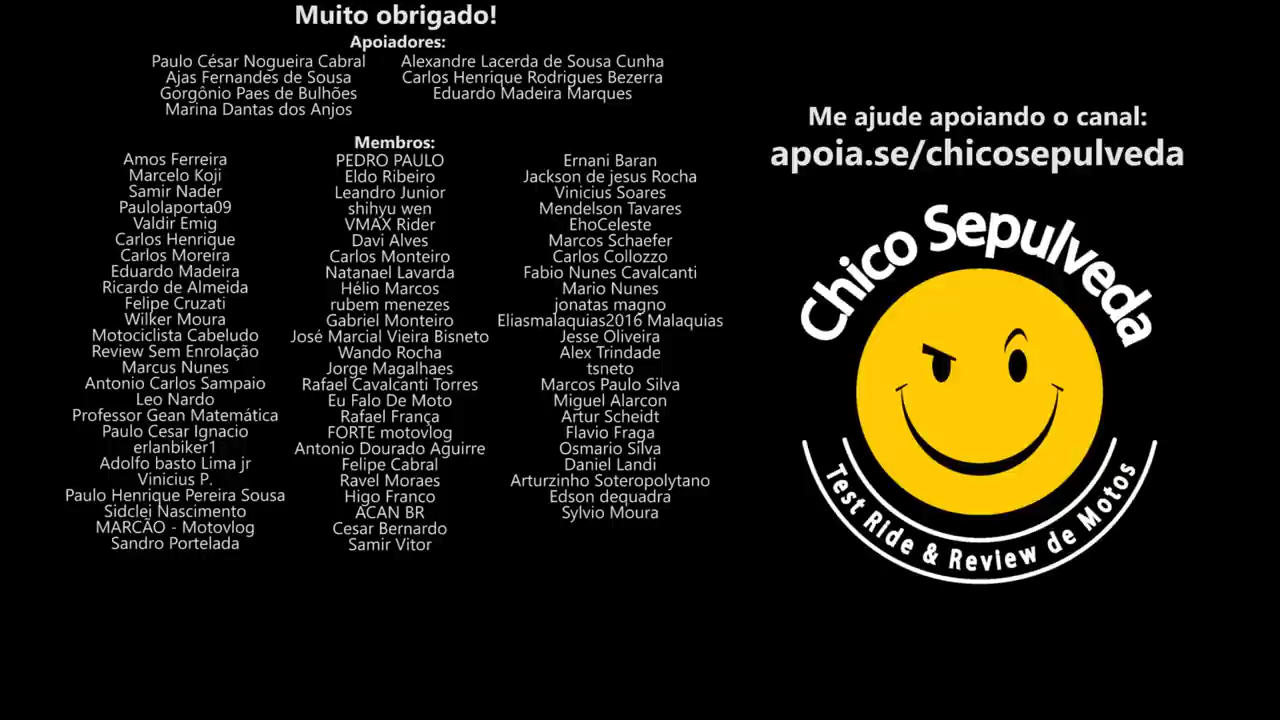 Muito obrigado!
Apoiadores:
Paulo César Nogueira Cabral
Ajas Fernandes de Sousa
Gorgônio Paes de Bulhões
Marina Dantas dos Anjos
Alexandre Lacerda de Sousa Cunha
Carlos Henrique Rodrigues Bezerra
Eduardo Madeira Marques
Membros:
Amos Ferreira
Marcelo Koji
Samir Nader
Paulolaporta09
Valdir Emig
Carlos Henrique
Carlos Moreira
Eduardo Madeira
Ricardo de Almeida
Felipe Cruzati
Wilker Moura
Motociclista Cabeludo
Review Sem Enrolação
Marcus Nunes
Antonio Carlos Sampaio
Leo Nardo
Professor Gean Matemática
Paulo Cesar Ignacio
erlanbiker1
Adolfo basto Lima jr
Vinicius P.
Paulo Henrique Pereira Sousa
Sidclei Nascimento
MARCÃO - Motovlog
Sandro Portelada
PEDRO PAULO
Eldo Ribeiro
Leandro Junior
shihyu wen
VMAX Rider
Davi Alves
Carlos Monteiro
Natanael Lavarda
Hélio Marcos
rubem menezes
Gabriel Monteiro
José Marcial Vieira Bisneto
Wando Rocha
Jorge Magalhaes
Rafael Cavalcanti Torres
Eu Falo De Moto
Rafael França
FORTE motovlog
Antonio Dourado Aguirre
Felipe Cabral
Ravel Moraes
Higo Franco
ACAN BR
Cesar Bernardo
Samir Vitor
Ernani Baran
Jackson de jesus Rocha
Vinicius Soares
Mendelson Tavares
EhoCeleste
Marcos Schaefer
Carlos Collozzo
Fabio Nunes Cavalcanti
Mario Nunes
jonatas magno
Eliasmalaquias2016 Malaquias
Jesse Oliveira
Alex Trindade
tsneto
Marcos Paulo Silva
Miguel Alarcon
Artur Scheidt
Flavio Fraga
Osmario Silva
Daniel Landi
Arturzinho Soteropolytano
Edson dequadra
Sylvio Moura
Me ajude apoiando o canal:
apoia.se/chicosepulveda
Chico Sepulveda
Test Ride & Review de Motos